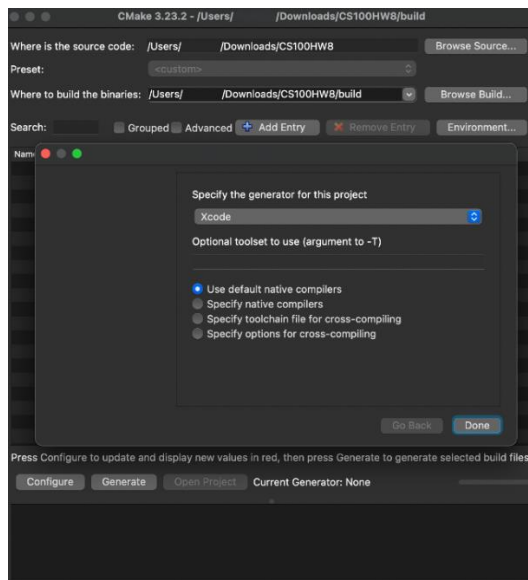 CMake 3.23.2 - /Users/ /Downloads/CS100HW8/build
Where is the source code: /Users/ /Downloads/CS100HW8 Browse Source...
Preset: <custom>
Where to build the binaries: /Users/ /Downloads/CS100HW8/build Browse Build...
Search: Grouped Advanced Add Entry Remove Entry Environment...
Nam
Specify the generator for this project
Xcode
Optional toolset to use (argument to -T)
Use default native compilers
Specify native compilers
Specify toolchain file for cross-compiling
Specify options for cross-compiling
Go Back Done
Press Configure to update and display new values in red, then press Generate to generate selected build files
Configure Generate Open Project Current Generator: None